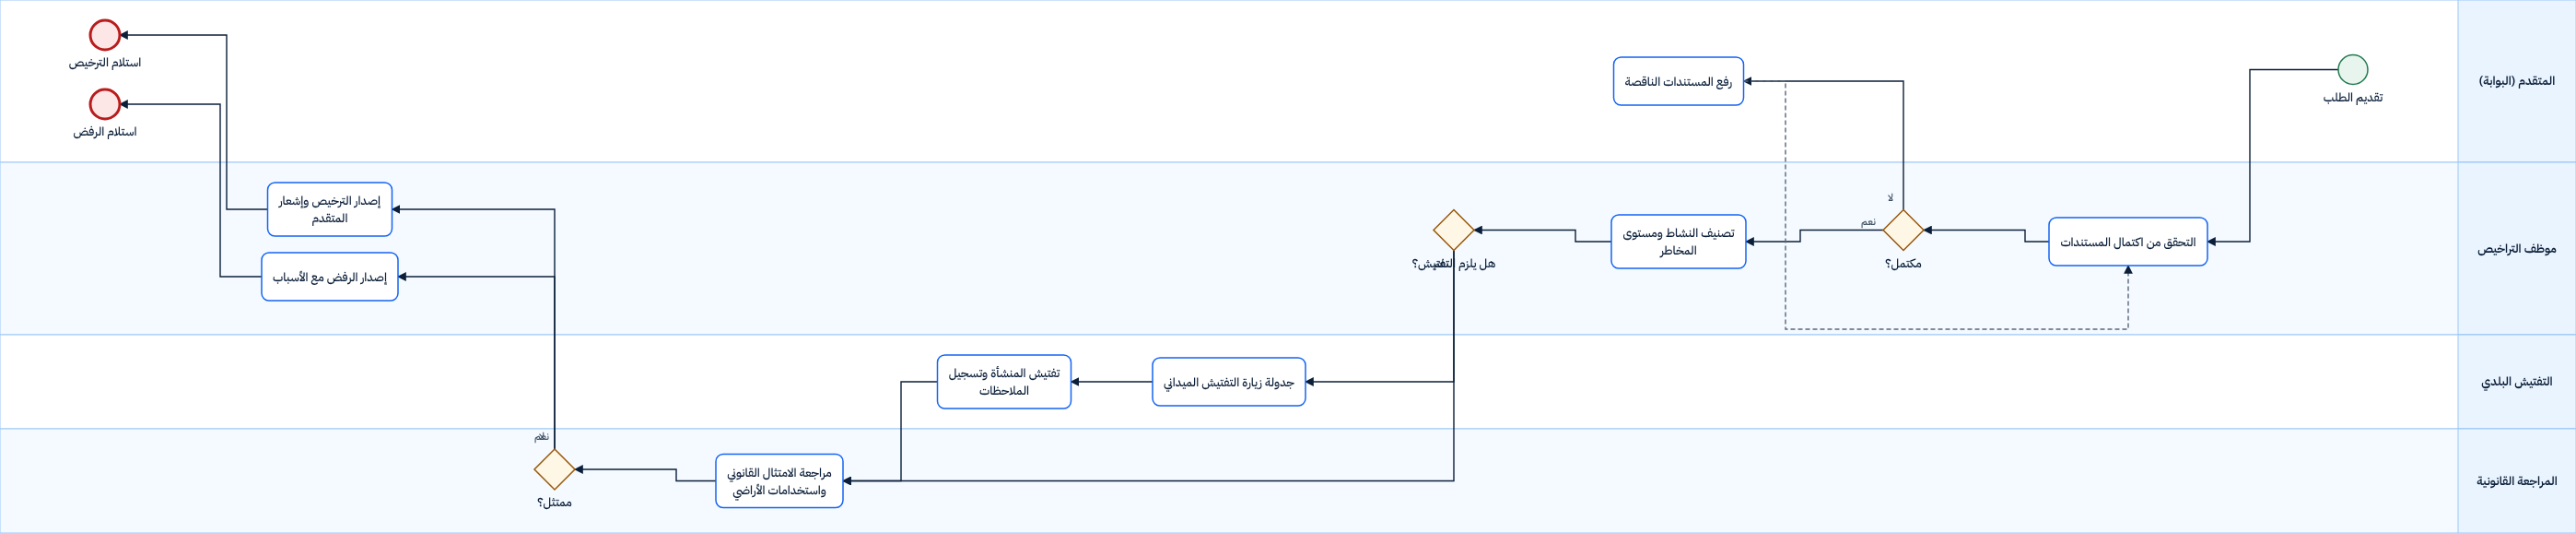 المتقدم (البوابة)
تقديم الطلب
رفع المستندات الناقصة
استلام الترخيص
استلام الرفض
موظف التراخيص
التحقق من اكتمال المستندات
لا
نعم
مكتمل؟
تصنيف النشاط ومستوى
المخاطر
هل يلزم التفتيش؟
إصدار الترخيص وإشعار
المتقدم
إصدار الرفض مع الأسباب
التفتيش البلدي
جدولة زيارة التفتيش الميداني
تفتيش المنشأة وتسجيل
الملاحظات
المراجعة القانونية
مراجعة الامتثال القانوني
واستخدامات الأراضي
ممتثل؟